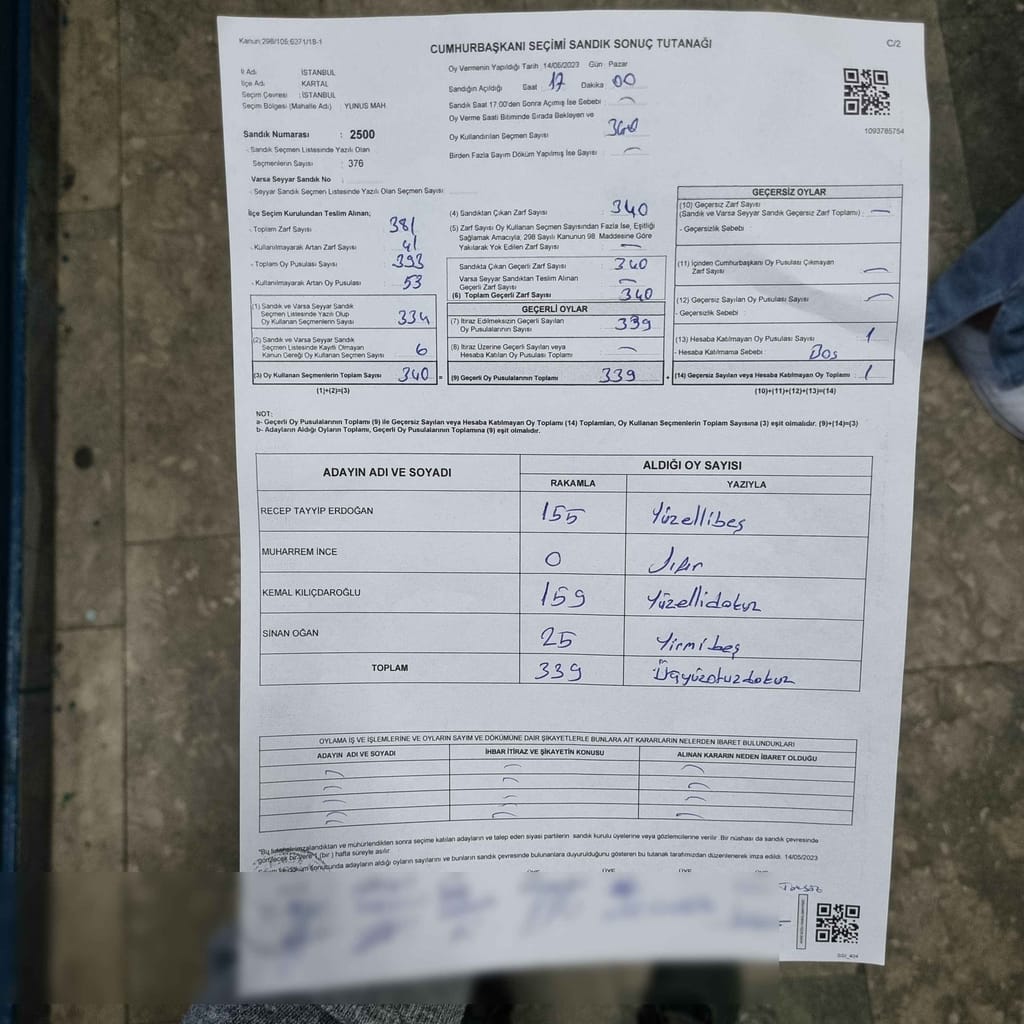 Kanun:298/105;6271/18-1
CUMHURBAŞKANI SEÇİMİ SANDIK SONUÇ TUTANAĞI
C/2
İl Adı : İSTANBUL
İlçe Adı : KARTAL
Seçim Çevresi : İSTANBUL
Seçim Bölgesi (Mahalle Adı) : YUNUS MAH.
Sandık Numarası : 2500
- Sandık Seçmen Listesinde Yazılı Olan
Seçmenlerin Sayısı : 376
Varsa Seyyar Sandık No :
- Seyyar Sandık Seçmen Listesinde Yazılı Olan Seçmen Sayısı :
Oy Vermenin Yapıldığı Tarih : 14/05/2023 Gün : Pazar
Sandığın Açıldığı Saat 17 Dakika 00
Sandık Saat 17.00'den Sonra Açımış İse Sebebi :
Oy Verme Saati Bitiminde Sırada Bekleyen ve
Oy Kullandırılan Seçmen Sayısı 340
Birden Fazla Sayım Döküm Yapılmış İse Sayısı :
1093785754
İlçe Seçim Kurulundan Teslim Alınan;
- Toplam Zarf Sayısı : 381
- Kullanılmayarak Artan Zarf Sayısı : 41
- Toplam Oy Pusulası Sayısı : 393
- Kullanılmayarak Artan Oy Pusulası : 53
(1) Sandık ve Varsa Seyyar Sandık
Seçmen Listesinde Yazılı Olup
Oy Kullanan Seçmenlerin Sayısı : 334
(2) Sandık ve Varsa Seyyar Sandık
Seçmen Listesinde Kayıtlı Olmayan
Kanun Gereği Oy Kullanan Seçmen Sayısı : 6
(3) Oy Kullanan Seçmenlerin Toplam Sayısı : 340 =
(1)+(2)=(3)
(4) Sandıktan Çıkan Zarf Sayısı : 340
(5) Zarf Sayısı Oy Kullanan Seçmen Sayısından Fazla İse, Eşitliği
Sağlamak Amacıyla, 298 Sayılı Kanunun 98. Maddesine Göre
Yakılarak Yok Edilen Zarf Sayısı :
Sandıkta Çıkan Geçerli Zarf Sayısı : 340
Varsa Seyyar Sandıktan Teslim Alınan
Geçerli Zarf Sayısı :
(6) Toplam Geçerli Zarf Sayısı : 340
GEÇERLİ OYLAR
(7) İtiraz Edilmeksizin Geçerli Sayılan
Oy Pusulalarının Sayısı : 339
(8) İtiraz Üzerine Geçerli Sayılan veya
Hesaba Katılan Oy Pusulası Toplamı :
(9) Geçerli Oy Pusulalarının Toplamı : 339 +
GEÇERSİZ OYLAR
(10) Geçersiz Zarf Sayısı
(Sandık ve Varsa Seyyar Sandık Geçersiz Zarf Toplamı) :
- Geçersizlik Sebebi :
(11) İçinden Cumhurbaşkanı Oy Pusulası Çıkmayan
Zarf Sayısı :
(12) Geçersiz Sayılan Oy Pusulası Sayısı :
- Geçersizlik Sebebi :
(13) Hesaba Katılmayan Oy Pusulası Sayısı : 1
- Hesaba Katılmama Sebebi : Boş
(14) Geçersiz Sayılan veya Hesaba Katılmayan Oy Toplamı : 1
(10)+(11)+(12)+(13)=(14)
NOT:
a- Geçerli Oy Pusulalarının Toplamı (9) ile Geçersiz Sayılan veya Hesaba Katılmayan Oy Toplamı (14) Toplamları, Oy Kullanan Seçmenlerin Toplam Sayısına (3) eşit olmalıdır. (9)+(14)=(3)
b- Adayların Aldığı Oyların Toplamı, Geçerli Oy Pusulalarının Toplamına (9) eşit olmalıdır.
ADAYIN ADI VE SOYADI ALDIĞI OY SAYISI
RAKAMLA YAZIYLA
RECEP TAYYİP ERDOĞAN 155 Yüzellibeş
MUHARREM İNCE 0 Sıfır
KEMAL KILIÇDAROĞLU 159 Yüzellidokuz
SİNAN OĞAN 25 Yirmibeş
TOPLAM 339 Üçyüzotuzdokuz
OYLAMA İŞ VE İŞLEMLERİNE VE OYLARIN SAYIM VE DÖKÜMÜNE DAİR ŞİKAYETLERLE BUNLARA AİT KARARLARIN NELERDEN İBARET BULUNDUKLARI
ADAYIN ADI VE SOYADI İHBAR İTİRAZ VE ŞİKAYETİN KONUSU ALINAN KARARIN NEDEN İBARET OLDUĞU
"Bu tutanak imzalandıktan ve mühürlendikten sonra seçime katılan adayların ve talep eden siyasi partilerin sandık kurulu üyelerine veya gözlemcilerine verilir. Bir nüshası da sandık çevresinde
görülecek bir yere 1 (bir) hafta süreyle asılır.
sonucunda adayların aldığı oyların sayılarını ve bunların sandık çevresinde bulunanlara duyurulduğunu gösteren bu tutanak tarafımızdan düzenlenerek imza edildi. 14/05/2023
ÜYE ÜYE ÜYE ÜYE